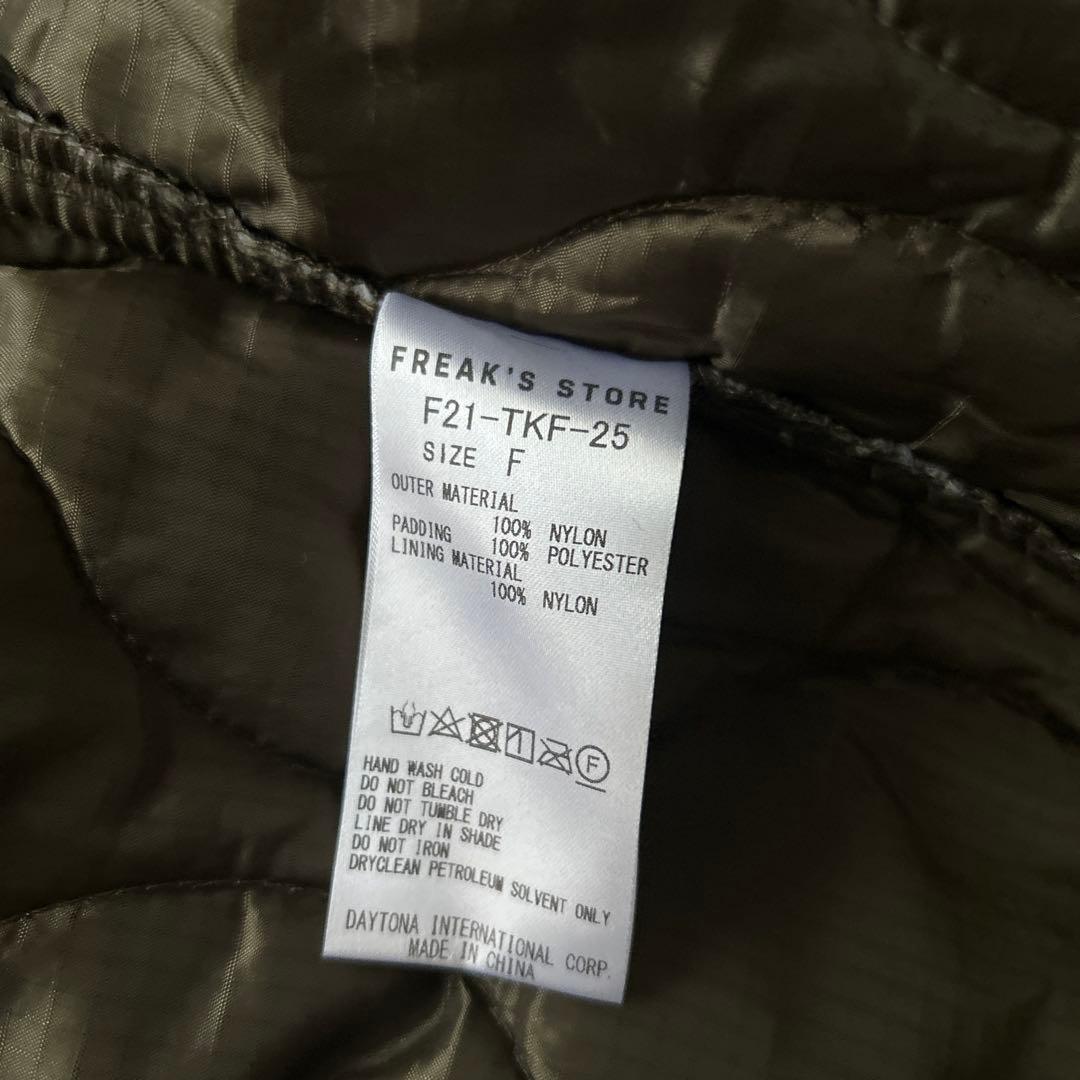 FREAK'S STORE
F21-TKF-25
SIZE F
OUTER MATERIAL
100% NYLON
PADDING 100% POLYESTER
LINING MATERIAL
100% NYLON
F
HAND WASH COLD
DO NOT BLEACH
DO NOT TUMBLE DRY
LINE DRY IN SHADE
DO NOT IRON
DRYCLEAN PETROLEUM SOLVENT ONLY
DAYTONA INTERNATIONAL CORP.
MADE IN CHINA